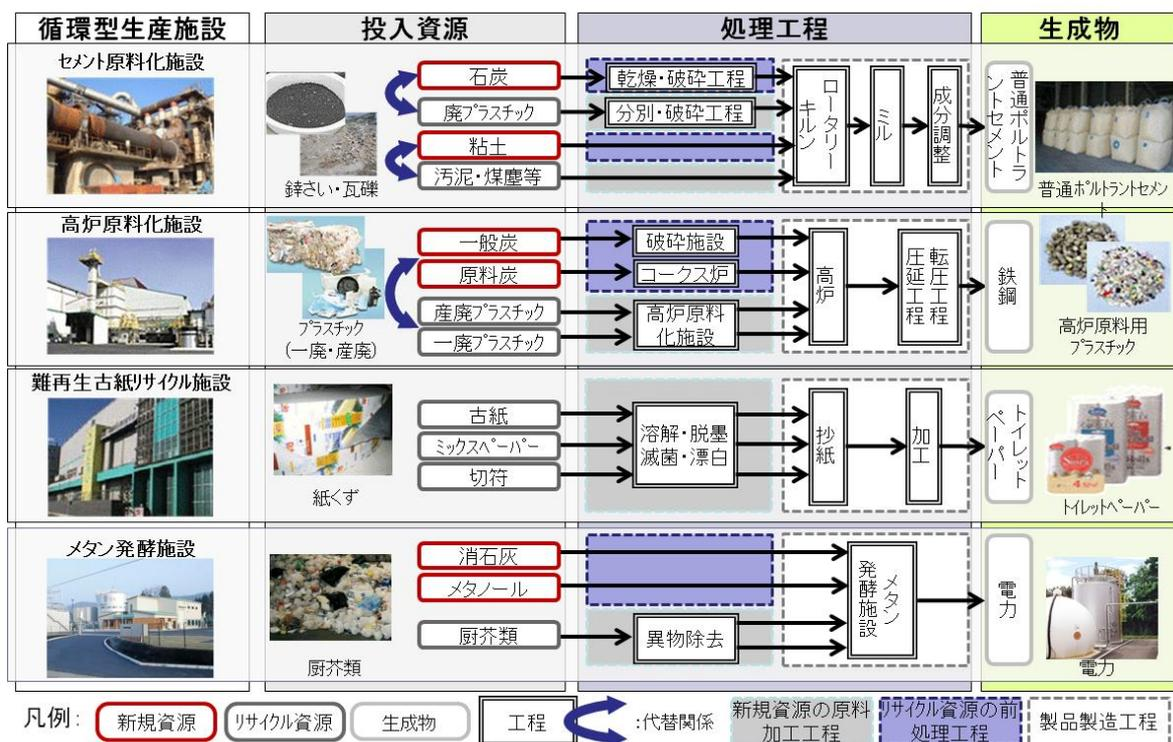 循環型生産施設
投入資源
処理工程
生成物
セメント原料化施設
鋅さい・瓦礫
石炭
廃プラスチック
粘土
汚泥・煤塵等
乾燥・破砕工程
分別・破砕工程
ロータリー
キルン
ミル
成分調整
普通ポルトラ
ントセメント
普通ポルトラントセメン
ト
高炉原料化施設
プラスチック
(一廃・産廃)
一般炭
原料炭
産廃プラスチック
一廃プラスチック
破砕施設
コークス炉
高炉原料
化施設
高炉
転圧工程
圧延工程
鉄鋼
高炉原料用
プラスチック
難再生古紙リサイクル施設
紙くず
古紙
ミックスペーパー
切符
溶解・脱墨
滅菌・漂白
抄紙
加工
トイレット
ペーパー
トイレットペーパー
メタン発酵施設
厨芥類
消石灰
メタノール
厨芥類
異物除去
メタン
発酵施設
電力
電力
凡例:
新規資源
リサイクル資源
生成物
工程
:代替関係
新規資源の原料
加工工程
リサイクル資源の前
処理工程
製品製造工程